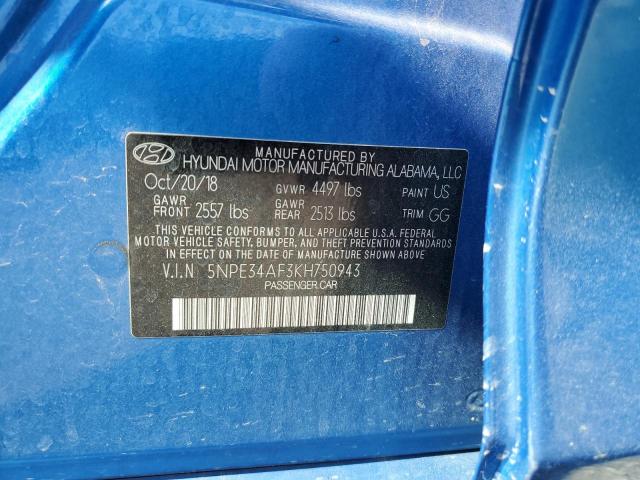 MANUFACTURED BY
HYUNDAI MOTOR MANUFACTURING ALABAMA, LLC
Oct/20/18 GVWR 4497 lbs PAINT US
GAWR FRONT 2557 lbs GAWR REAR 2513 lbs TRIM GG
THIS VEHICLE CONFORMS TO ALL APPLICABLE U.S.A. FEDERAL
MOTOR VEHICLE SAFETY, BUMPER, AND THEFT PREVENTION STANDARDS
IN EFFECT ON THE DATE OF MANUFACTURE SHOWN ABOVE.
V.I.N 5NPE34AF3KH750943
PASSENGER CAR